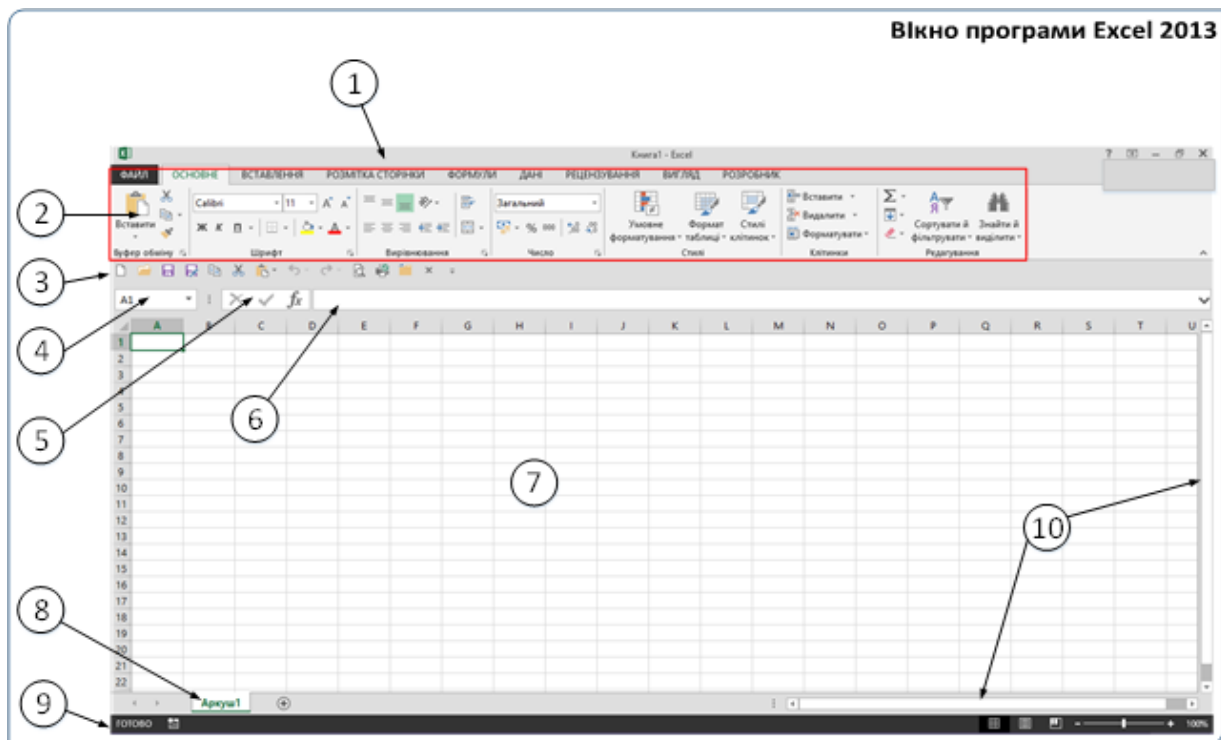 ВІкно програми Excel 2013
1
Книга1 - Excel
ФАЙЛ ОСНОВНЕ ВСТАВЛЕННЯ РОЗМІТКА СТОРІНКИ ФОРМУЛИ ДАНІ РЕЦЕНЗУВАННЯ ВИГЛЯД РОЗРОБНИК
2
Вставити
Calibri 11
Ж К П
Загальний
% 000
Умовне форматування
Формат таблиці
Стилі клітинок
Вставити
Видалити
Форматувати
Сортувати й фільтрувати
Знайти й виділити
Буфер обміну Шрифт Вирівнювання Число Стилі Клітинки Редагування
3
A1 fx
4
A B C D E F G H I J K L M N O P Q R S T U
1
2
3
4
5
6
7
8
9
10
11
12
13
14
15
16
17
18
19
20
21
22
5
6
7
10
8
Аркуш1
9
ГОТОВО 100%